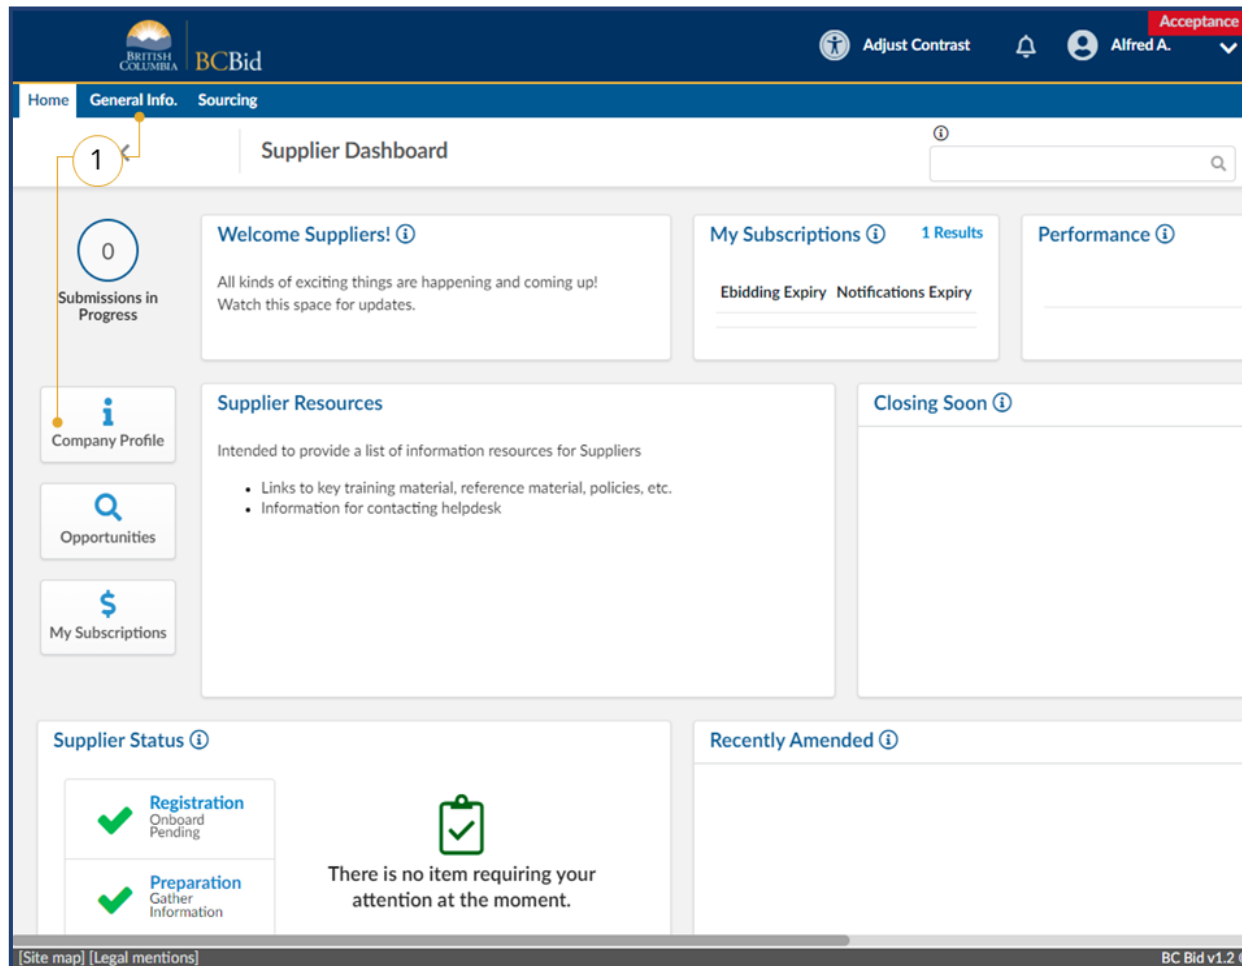 Acceptance
BRITISH
COLUMBIA
BCBid
Adjust Contrast
Alfred A.
Home
General Info.
Sourcing
1
Supplier Dashboard
0
Submissions in
Progress
Welcome Suppliers!
All kinds of exciting things are happening and coming up!
Watch this space for updates.
My Subscriptions
1 Results
Ebidding Expiry
Notifications Expiry
Performance
Company Profile
Opportunities
My Subscriptions
Supplier Resources
Intended to provide a list of information resources for Suppliers
• Links to key training material, reference material, policies, etc.
• Information for contacting helpdesk
Closing Soon
Supplier Status
Registration
Onboard
Pending
Preparation
Gather
Information
There is no item requiring your
attention at the moment.
Recently Amended
[Site map] [Legal mentions]
BC Bid v1.2